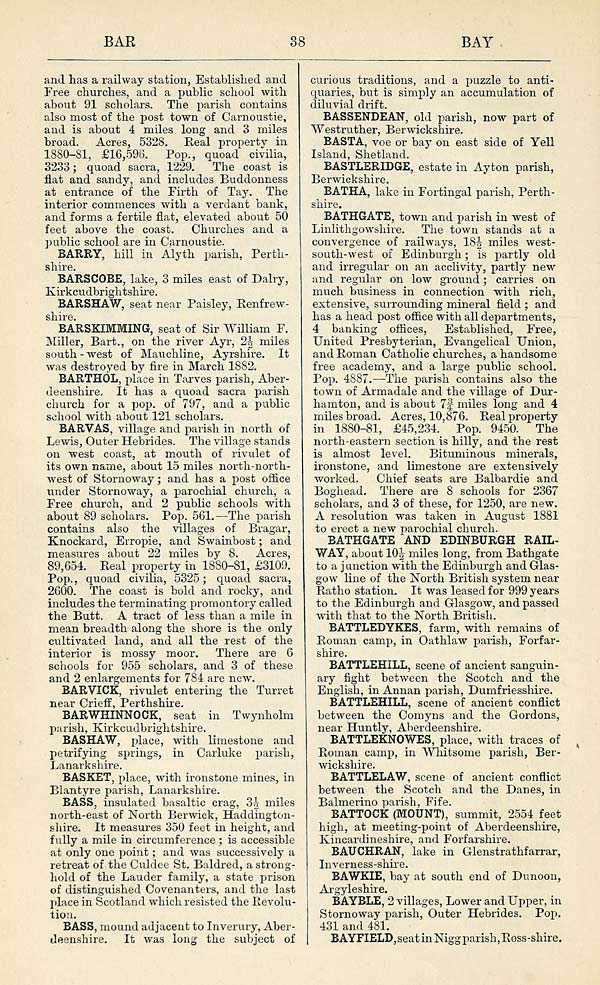 BAR 38 BAY
and has a railway station, Established and
Free churches, and a public school with
about 91 scholars. The parish contains
also most of the post town of Carnoustie,
and is about 4 miles long and 3 miles
broad. Acres, 5328. Real property in
1880-81, £16,596. Pop., quoad civilia,
3233; quoad sacra, 1229. The coast is
flat and sandy, and includes Buddonness
at entrance of the Firth of Tay. The
interior commences with a verdant bank,
and forms a fertile flat, elevated about 50
feet above the coast. Churches and a
public school are in Carnoustie.
BARRY, hill in Alyth parish, Perth-
shire.
BARSCOBE, lake, 3 miles east of Dalry,
Kirkcudbrightshire.
BARSHAW, seat near Paisley, Renfrew-
shire.
BARSKIMMING, seat of Sir William F.
Miller, Bart., on the river Ayr, 2½ miles
south-west of Mauchline, Ayrshire. It
was destroyed by fire in March 1882.
BARTHOL, place in Tarves parish, Aber-
deenshire. It has a quoad sacra parish
church for a pop. of 797, and a public
school with about 121 scholars.
BARVAS, village and parish in north of
Lewis, Outer Hebrides. The village stands
on west coast, at mouth of rivulet of
its own name, about 15 miles north-north-
west of Stornoway; and has a post office
under Stornoway, a parochial church, a
Free church, and 2 public schools with
about 89 scholars. Pop. 561.—The parish
contains also the villages of Bragar,
Knockard, Erropie, and Swainbost; and
measures about 22 miles by 8. Acres,
89,654. Real property in 1880-81, £3109.
Pop., quoad civilia, 5325; quoad sacra,
2600. The coast is bold and rocky, and
includes the terminating promontory called
the Butt. A tract of less than a mile in
mean breadth along the shore is the only
cultivated land, and all the rest of the
interior is mossy moor. There are 6
schools for 955 scholars, and 3 of these
and 2 enlargements for 784 are new.
BARVICK, rivulet entering the Turret
near Crieff, Perthshire.
BARWHINNOCK, seat in Twynholm
parish, Kirkcudbrightshire.
BASHAW, place, with limestone and
petrifying springs, in Carluke parish,
Lanarkshire.
BASKET, place, with ironstone mines, in
Blantyre parish, Lanarkshire.
BASS, insulated basaltic crag, 3½ miles
north-east of North Berwick, Haddington-
shire. It measures 350 feet in height, and
fully a mile in circumference; is accessible
at only one point; and was successively a
retreat of the Culdee St. Baldred, a strong-
hold of the Lauder family, a state prison
of distinguished Covenanters, and the last
place in Scotland which resisted the Revolu-
tion.
BASS, mound adjacent to Inverury, Aber-
deenshire. It was long the subject of
curious traditions, and a puzzle to anti-
quaries, but is simply an accumulation of
diluvial drift.
BASSENDEAN, old parish, now part of
Westruther, Berwickshire.
BASTA, voe or bay on east side of Yell
Island, Shetland.
BASTLERIDGE, estate in Ayton parish,
Berwickshire.
BATHA, lake in Fortingal parish, Perth-
shire.
BATHGATE, town and parish in west of
Linlithgowshire. The town stands at a
convergence of railways, 18½ miles west-
south-west of Edinburgh; is partly old
and irregular on an acclivity, partly new
and regular on low ground; carries on
much business in connection with rich,
extensive, surrounding mineral field; and
has a head post office with all departments,
4 banking offices, Established, Free,
United Presbyterian, Evangelical Union,
and Roman Catholic churches, a handsome
free academy, and a large public school.
Pop. 4887.—The parish contains also the
town of Armadale and the village of Dur-
hamton, and is about 7¾ miles long and 4
miles broad. Acres, 10,876. Real property
in 1880-81, £45,234. Pop. 9450. The
north-eastern section is hilly, and the rest
is almost level. Bituminous minerals,
ironstone, and limestone are extensively
worked. Chief seats are Balbardie and
Boghead. There are 8 schools for 2367
scholars, and 3 of these, for 1250, are new.
A resolution was taken in August 1881
to erect a new parochial church.
BATHGATE AND EDINBURGH RAIL-
WAY, about 10½ miles long, from Bathgate
to a junction with the Edinburgh and Glas-
gow line of the North British system near
Ratho station. It was leased for 999 years
to the Edinburgh and Glasgow, and passed
with that to the North British.
BATTLEDYKES, farm, with remains of
Roman camp, in Oathlaw parish, Forfar-
shire.
BATTLEHILL, scene of ancient sanguin-
ary fight between the Scotch and the
English, in Annan parish, Dumfriesshire.
BATTLEHILL, scene of ancient conflict
between the Comyns and the Gordons,
near Huntly, Aberdeenshire.
BATTLEKNOWES, place, with traces of
Roman camp, in Whitsome parish, Ber-
wickshire.
BATTLELAW, scene of ancient conflict
between the Scotch and the Danes, in
Balmerino parish, Fife.
BATTOCK (MOUNT), summit, 2554 feet
high, at meeting-point of Aberdeenshire,
Kincardineshire, and Forfarshire.
BAUCHRAN, lake in Glenstrathfarrar,
Inverness-shire.
BAWKIE, bay at south end of Dunoon,
Argyleshire.
BAYBLE, 2 villages, Lower and Upper, in
Stornoway parish, Outer Hebrides. Pop.
431 and 481.
BAYFIELD, seat in Nigg parish, Ross-shire.